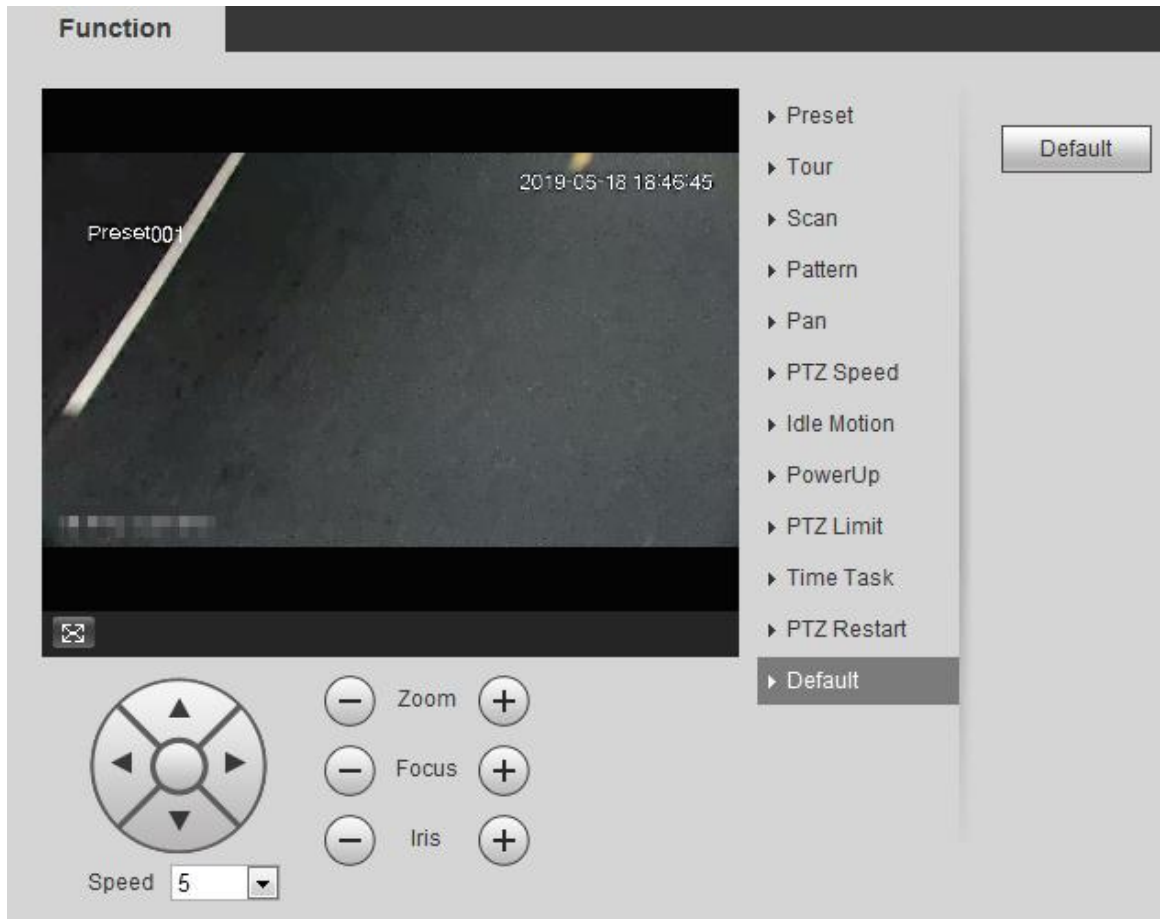 Function
2019-05-18 18:46:45
Preset001
Preset
Tour
Scan
Pattern
Pan
PTZ Speed
Idle Motion
PowerUp
PTZ Limit
Time Task
PTZ Restart
Default
Default
Zoom
Focus
Iris
Speed 5